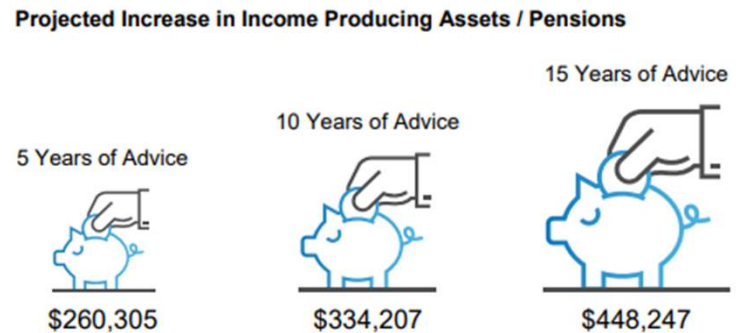 Projected Increase in Income Producing Assets / Pensions
5 Years of Advice
10 Years of Advice
15 Years of Advice
$260,305
$334,207
$448,247